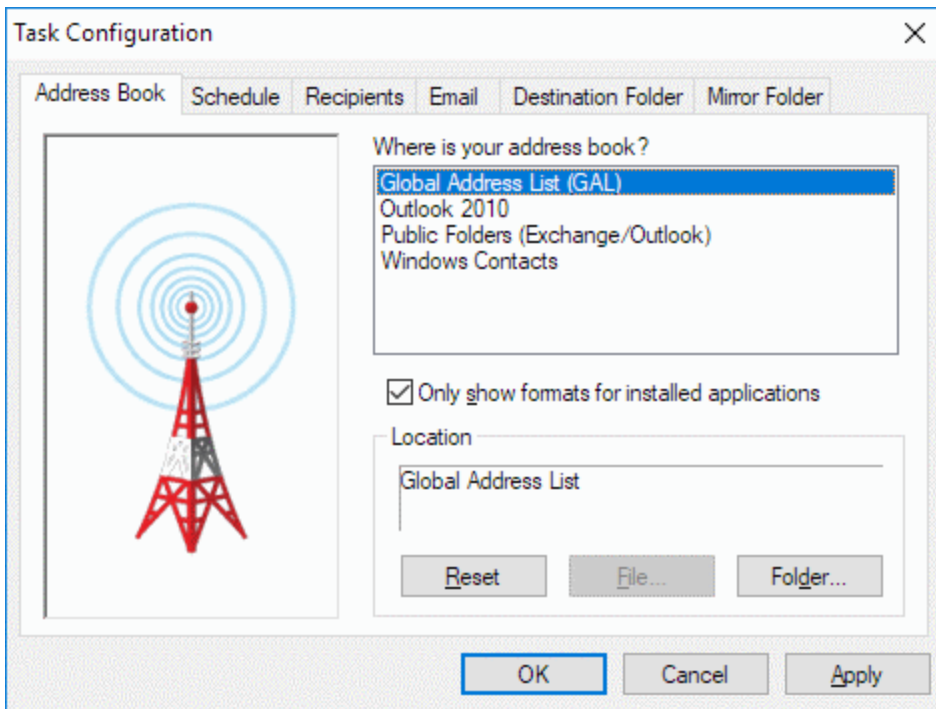 Task Configuration
Address Book Schedule Recipients Email Destination Folder Mirror Folder
Where is your address book?
Global Address List (GAL)
Outlook 2010
Public Folders (Exchange/Outlook)
Windows Contacts
Only show formats for installed applications
Location
Global Address List
Reset File... Folder...
OK Cancel Apply